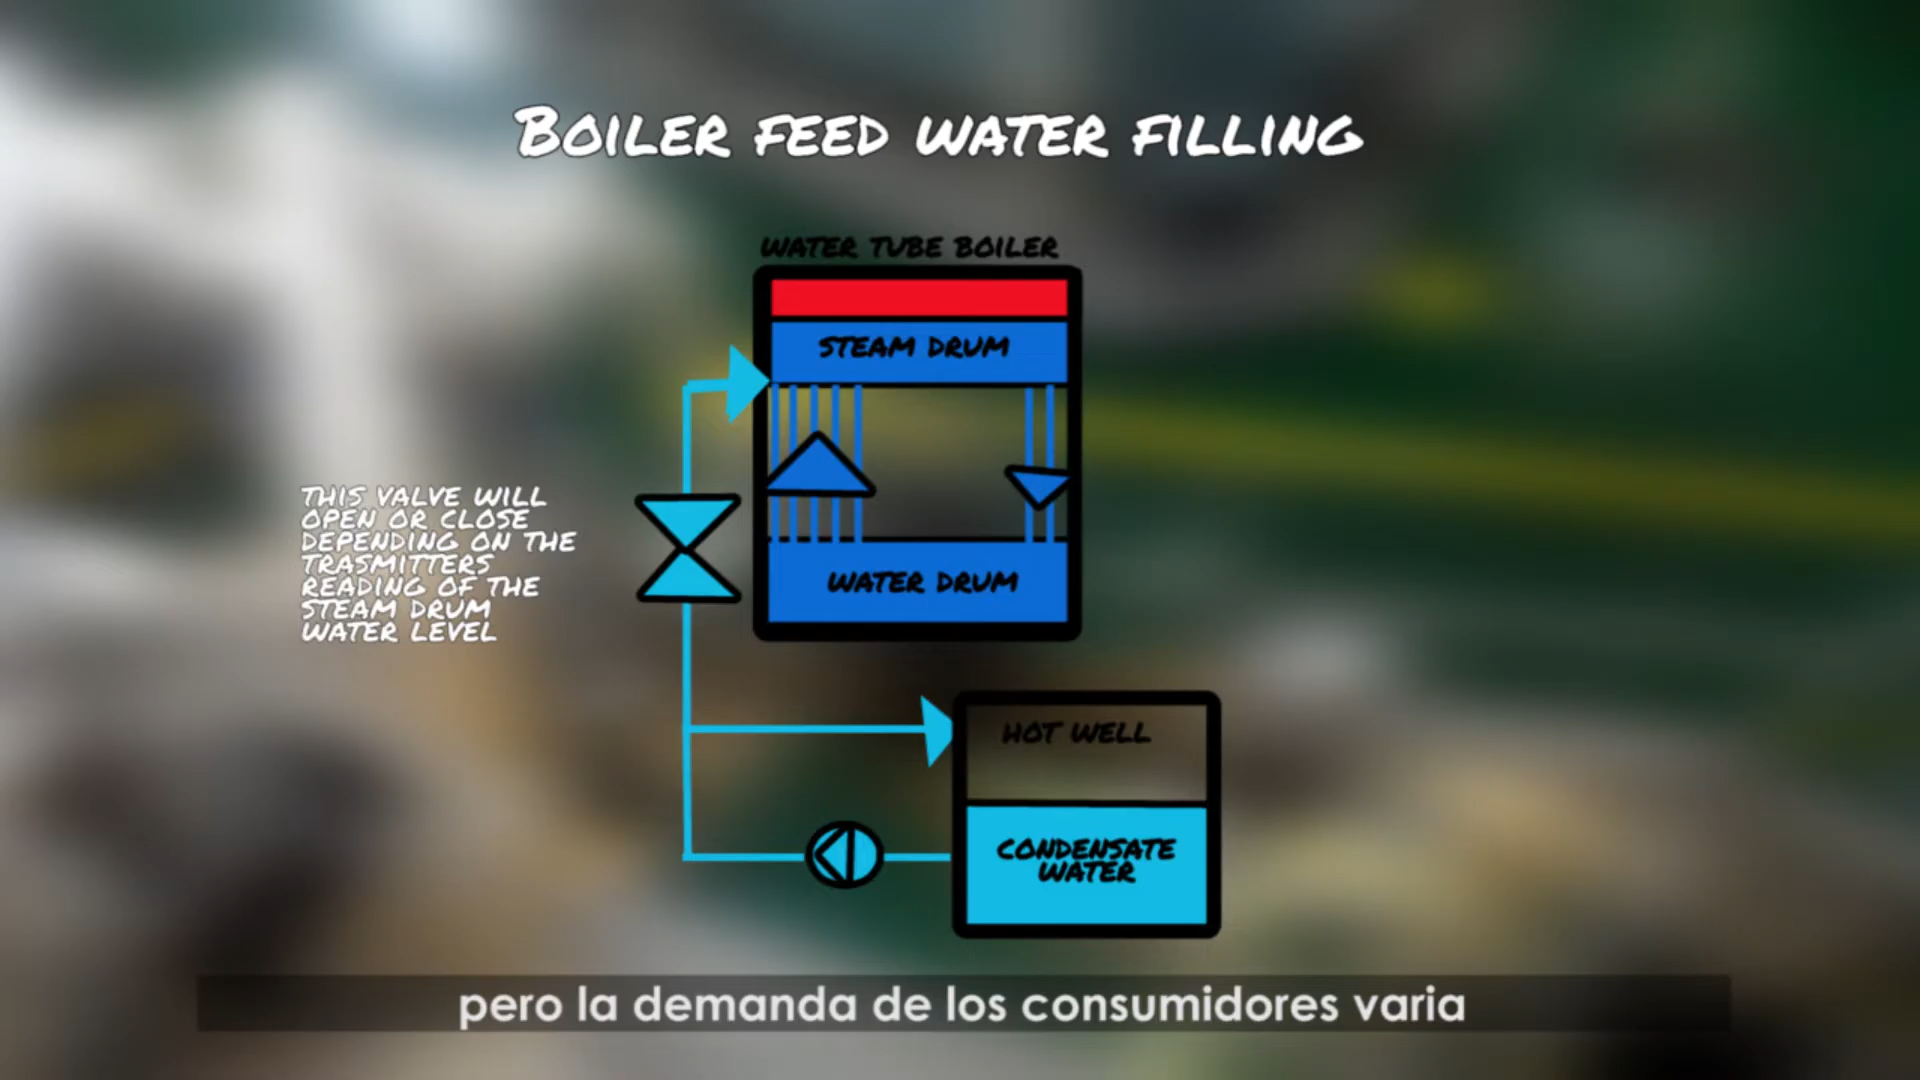 BOILER FEED WATER FILLING
WATER TUBE BOILER
STEAM DRUM
THIS VALVE WILL
OPEN OR CLOSE
DEPENDING ON THE
TRASMITTERS
READING OF THE
STEAM DRUM
WATER LEVEL
WATER DRUM
HOT WELL
CONDENSATE
WATER
pero la demanda de los consumidores varia